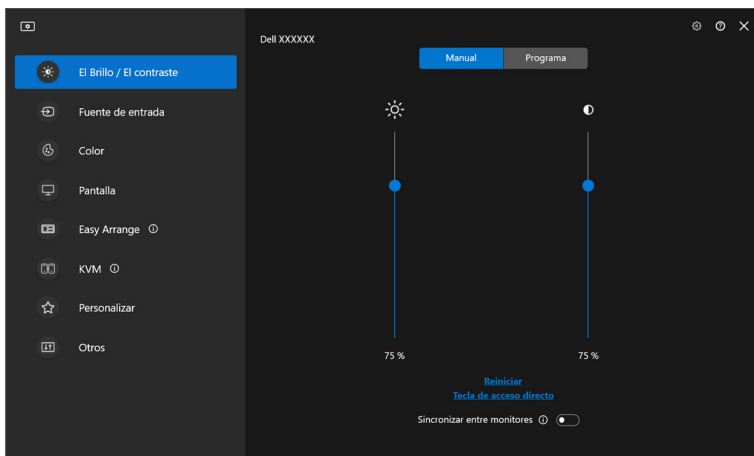 Dell XXXXXX
Manual
Programa
El Brillo / El contraste
Fuente de entrada
Color
Pantalla
Easy Arrange
KVM
Personalizar
Otros
75 %
75 %
Reiniciar
Tecla de acceso directo
Sincronizar entre monitores